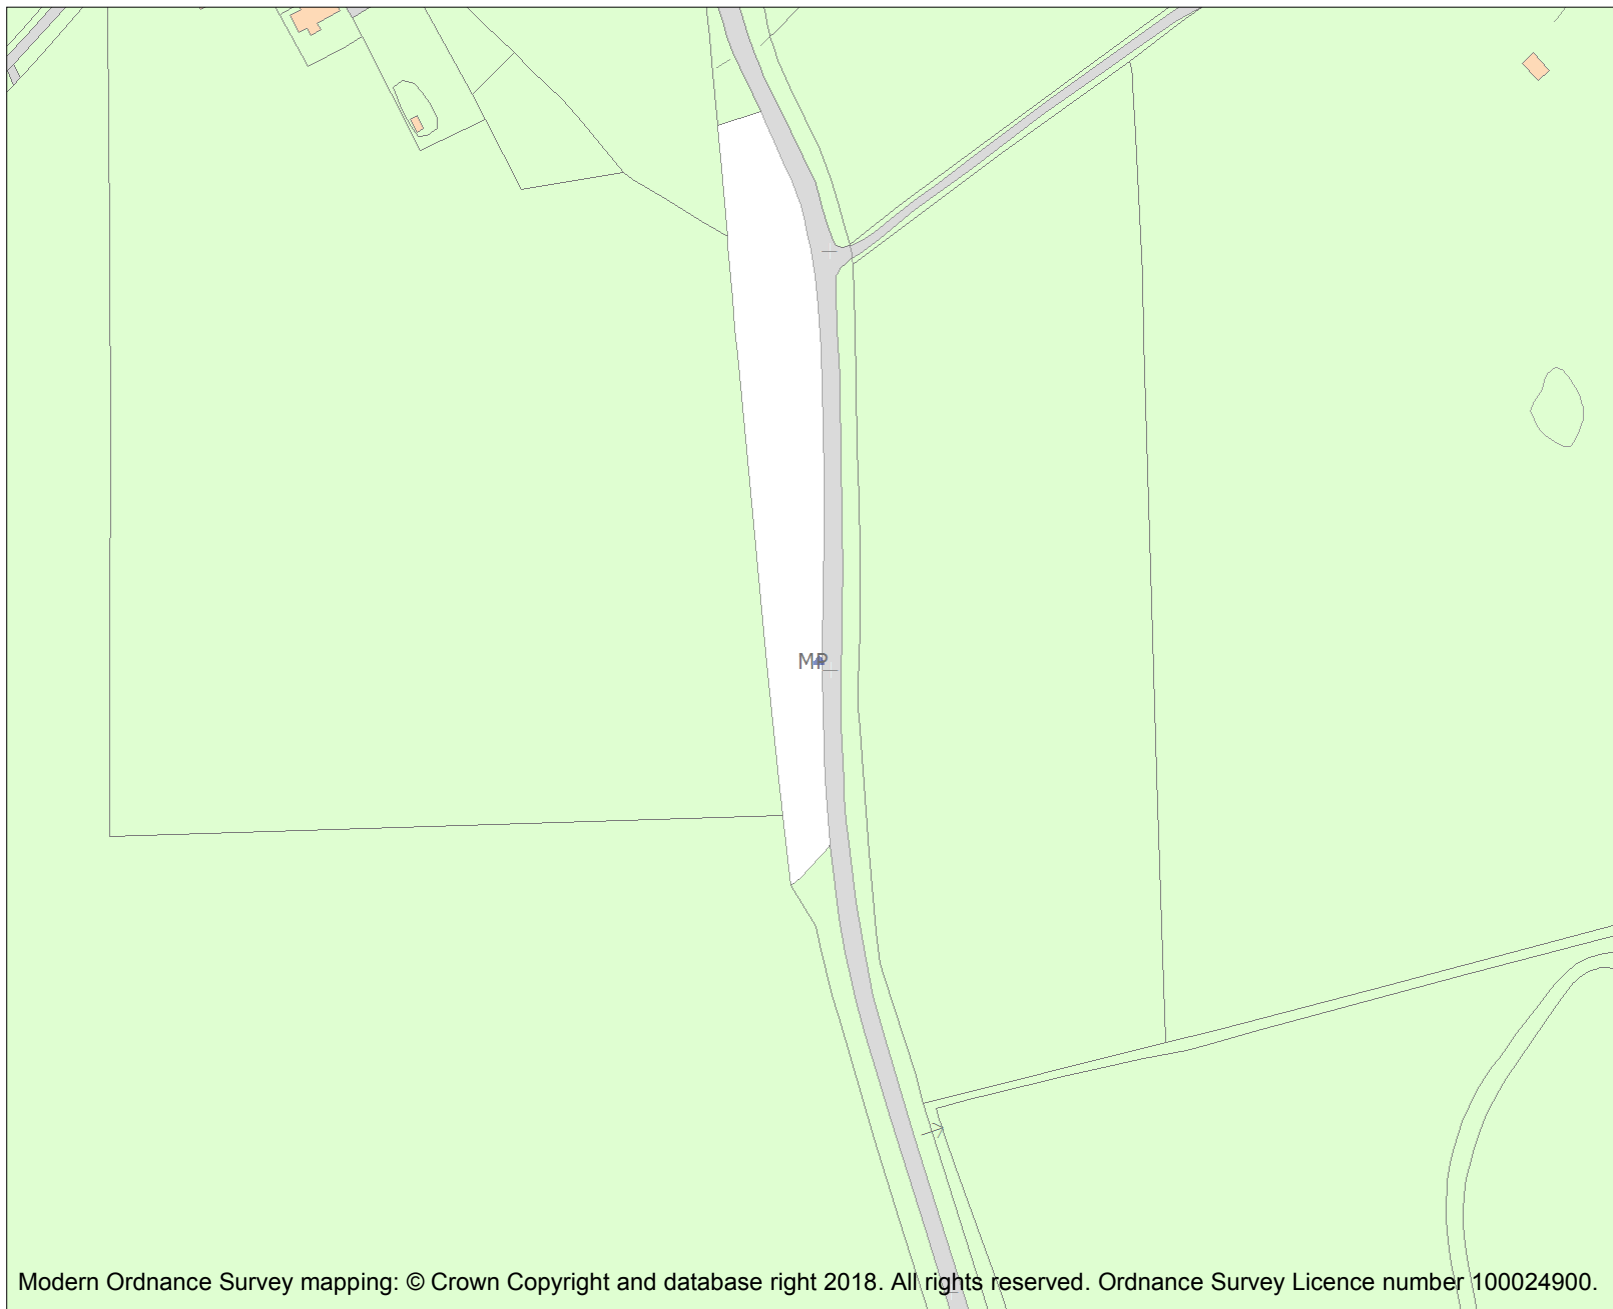 MP
Modern Ordnance Survey mapping: © Crown Copyright and database right 2018. All rights reserved. Ordnance Survey Licence number 100024900.